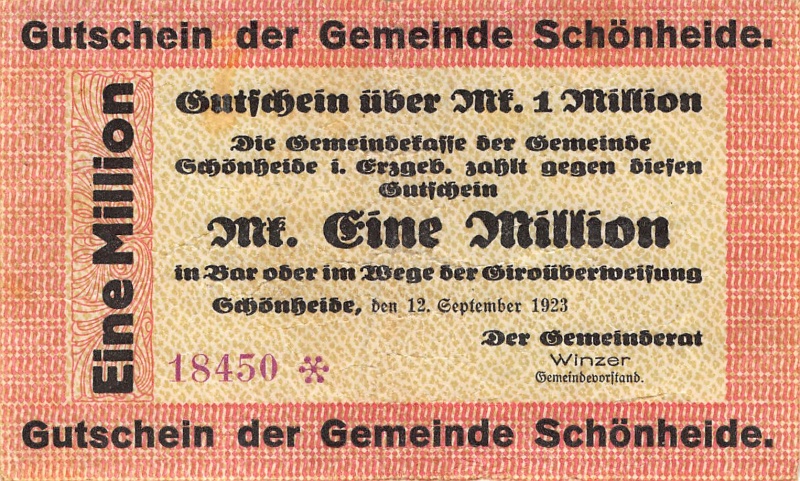 Gutschein der Gemeinde Schönheide.
Eine Million
Gutschein über Mk. 1 Million
Die Gemeindekasse der Gemeinde
Schönheide i. Erzgeb. zahlt gegen diesen
Gutschein
Mk. Eine Million
in Bar oder im Wege der Giroüberweisung
Schönheide, den 12. September 1923
Der Gemeinderat
Winzer
Gemeindevorstand.
18450 *
Gutschein der Gemeinde Schönheide.